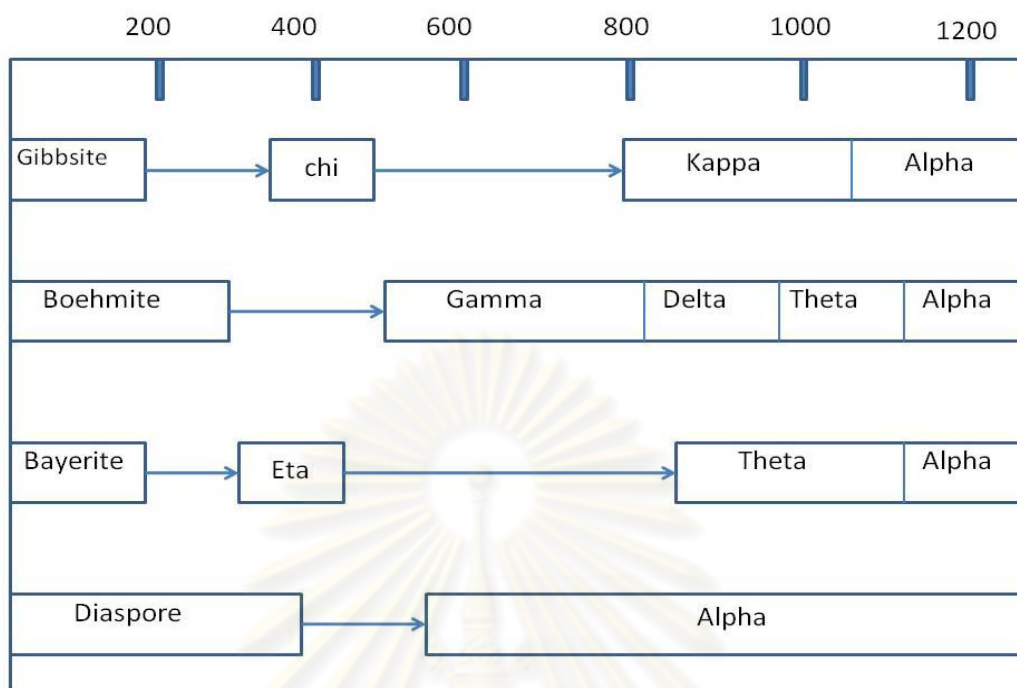 200 400 600 800 1000 1200
Gibbsite chi Kappa Alpha
Boehmite Gamma Delta Theta Alpha
Bayerite Eta Theta Alpha
Diaspore Alpha